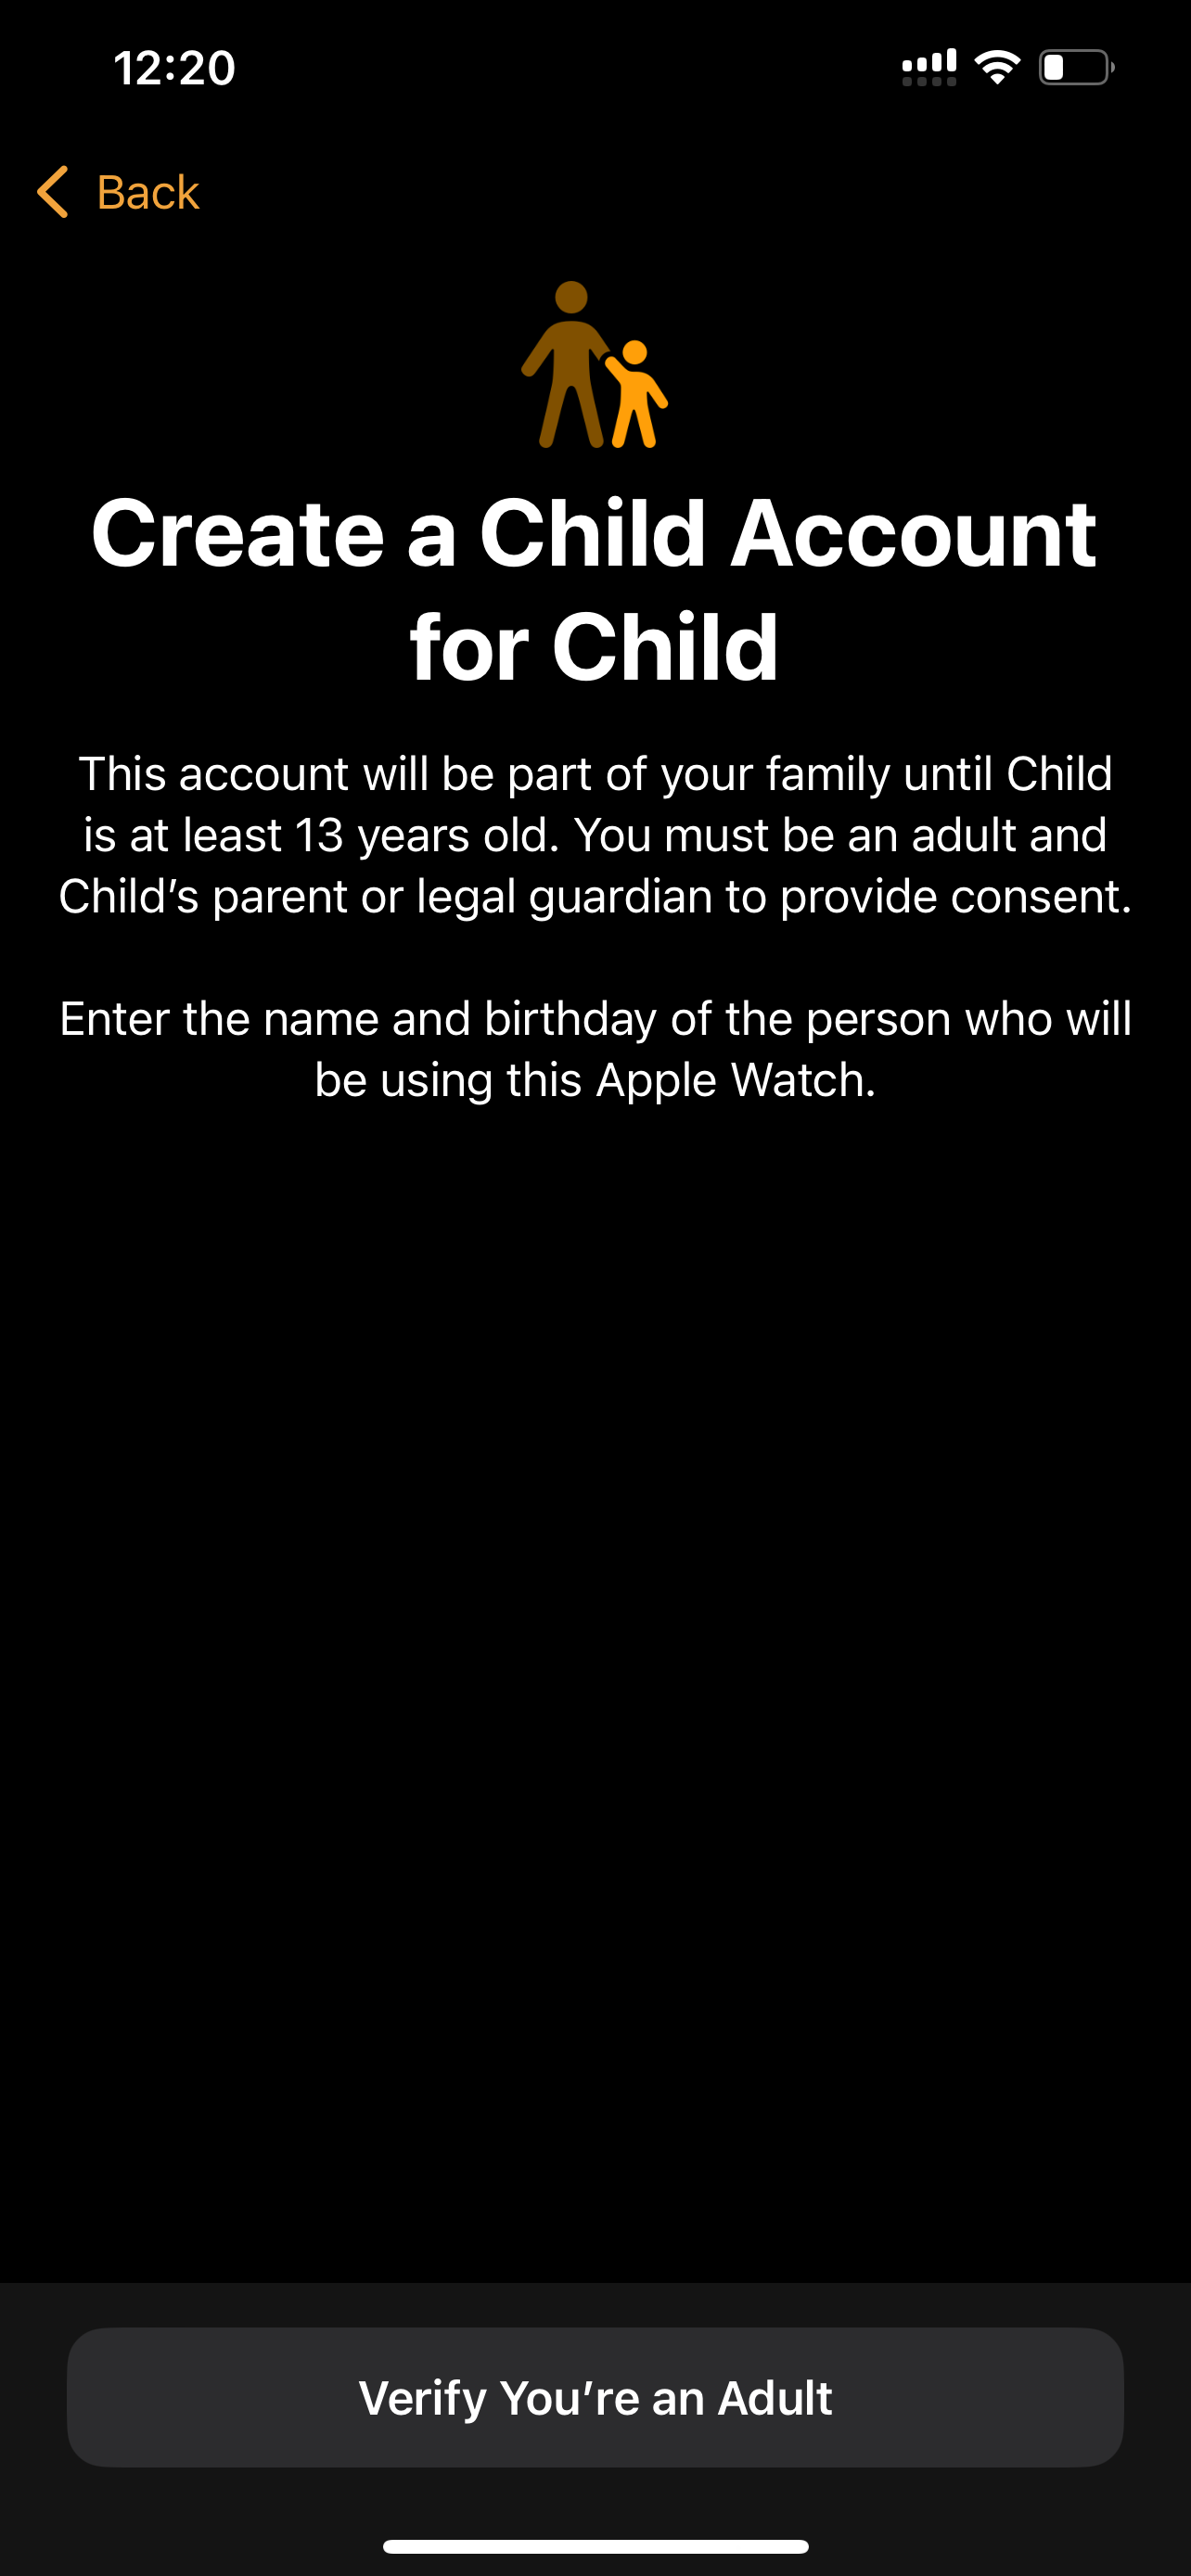 12:20
Back
Create a Child Account
for Child
This account will be part of your family until Child
is at least 13 years old. You must be an adult and
Child’s parent or legal guardian to provide consent.
Enter the name and birthday of the person who will
be using this Apple Watch.
Verify You’re an Adult